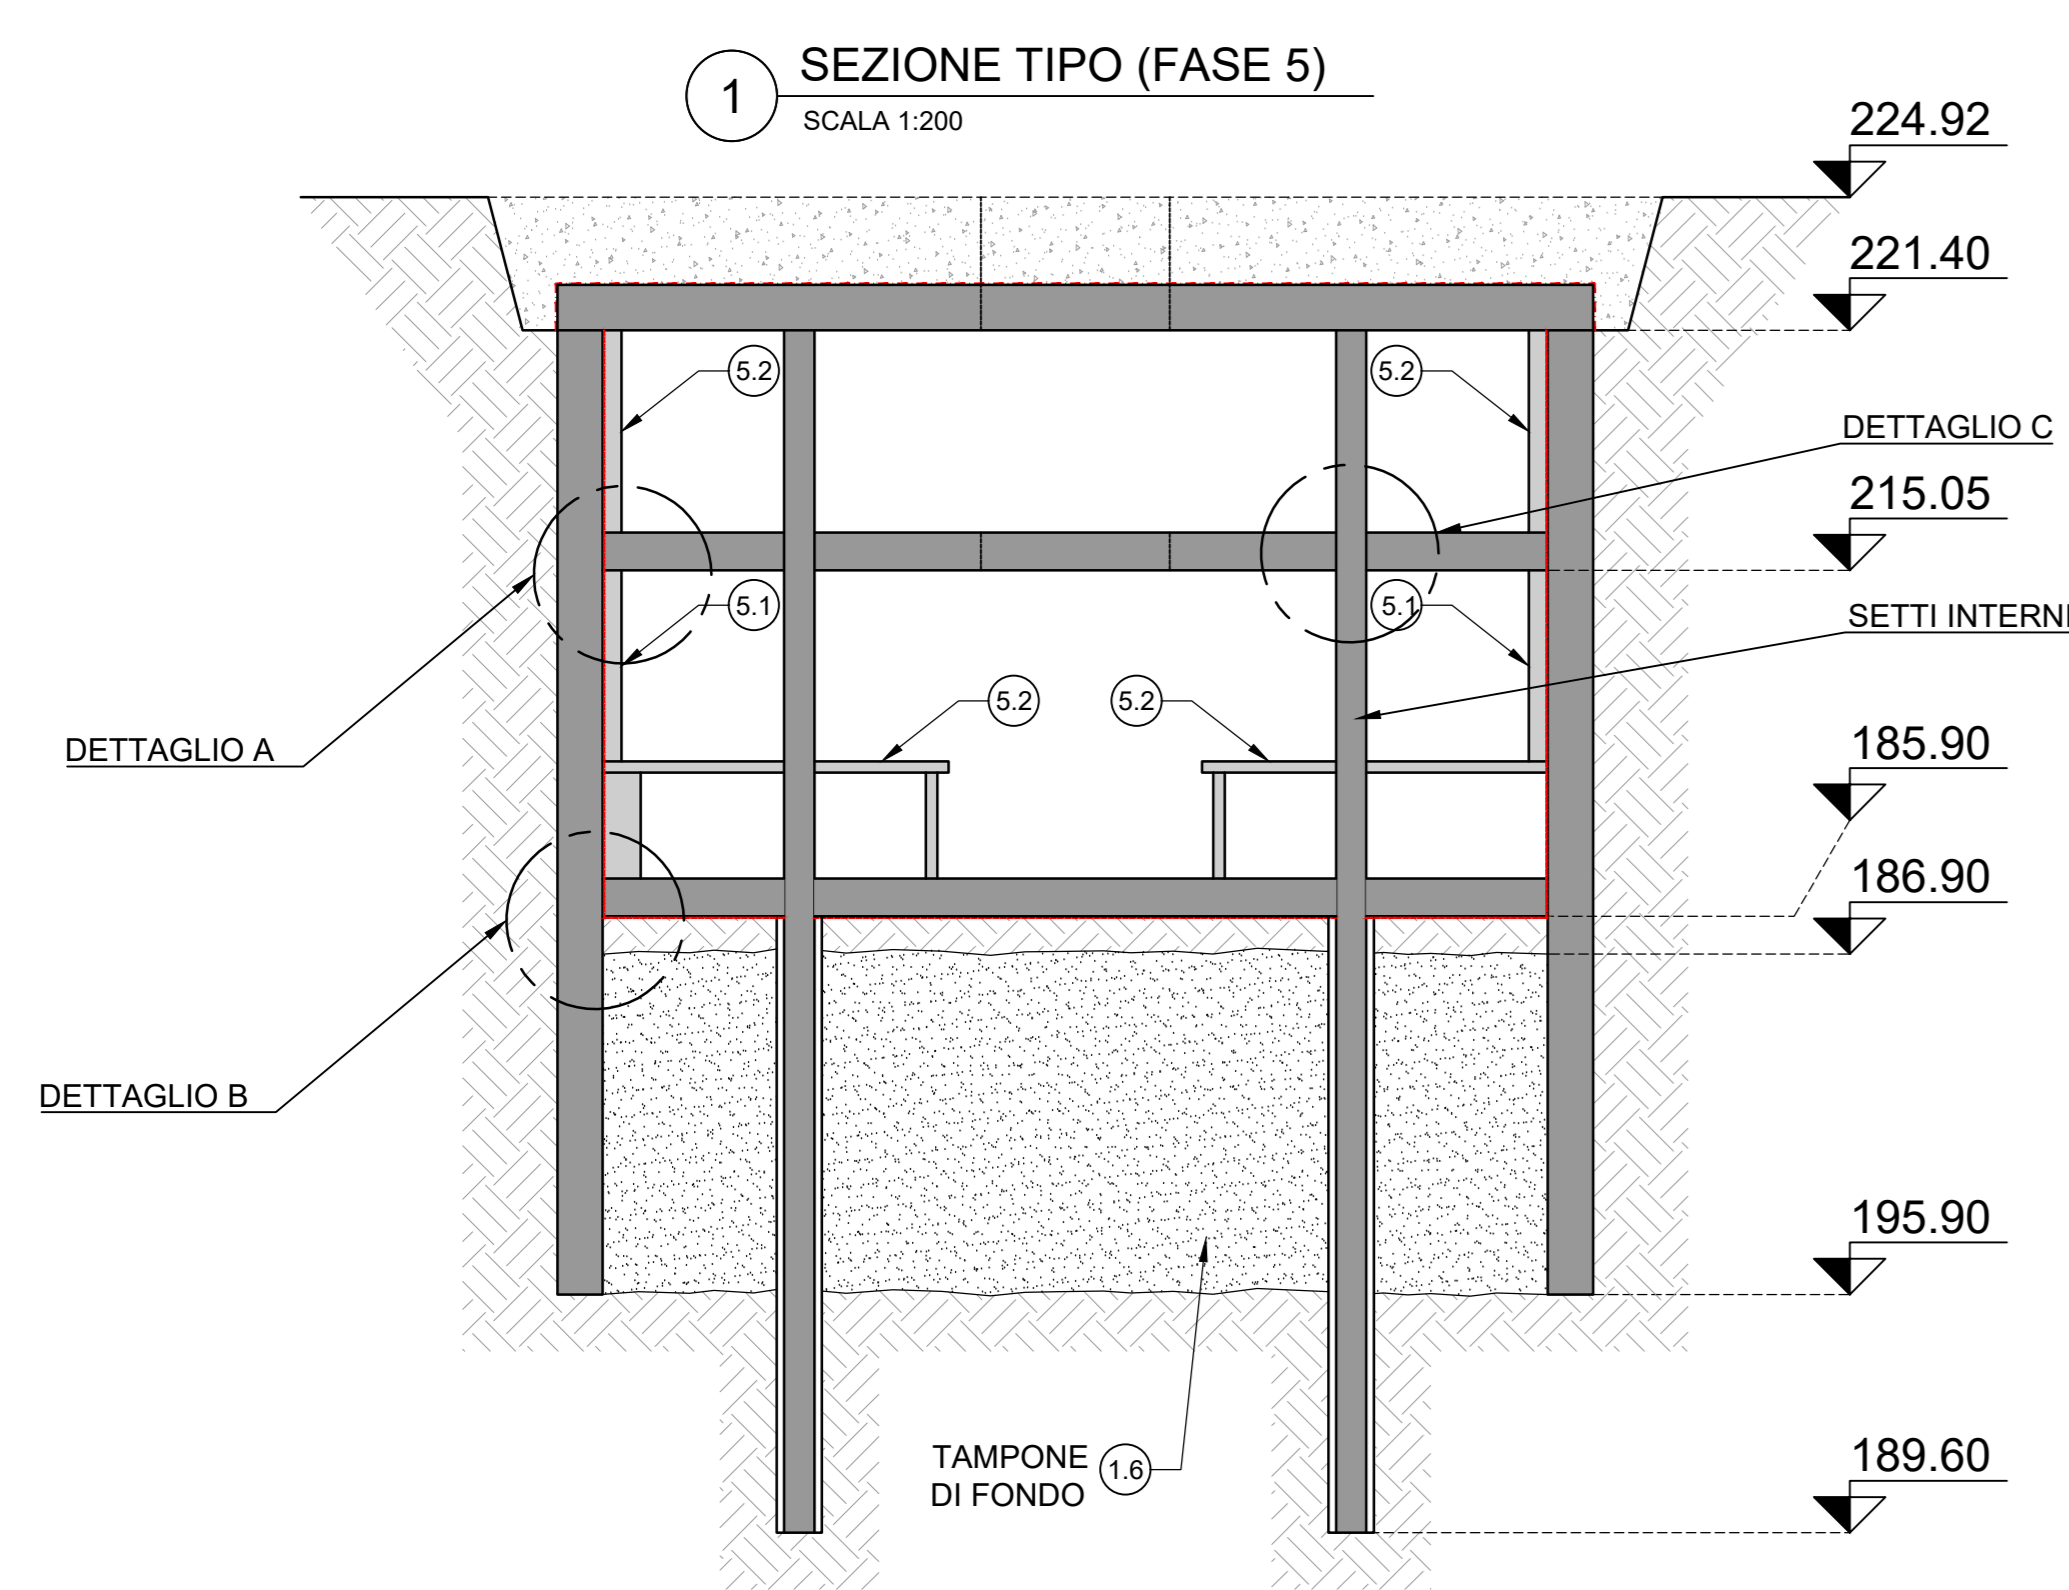 1
SEZIONE TIPO (FASE 5)
SCALA 1:200
224.92
221.40
5.2
5.2
DETTAGLIO C
215.05
5.1
5.1
SETTI INTERNI
5.2
5.2
DETTAGLIO A
185.90
186.90
DETTAGLIO B
195.90
TAMPONE
DI FONDO
1.6
189.60